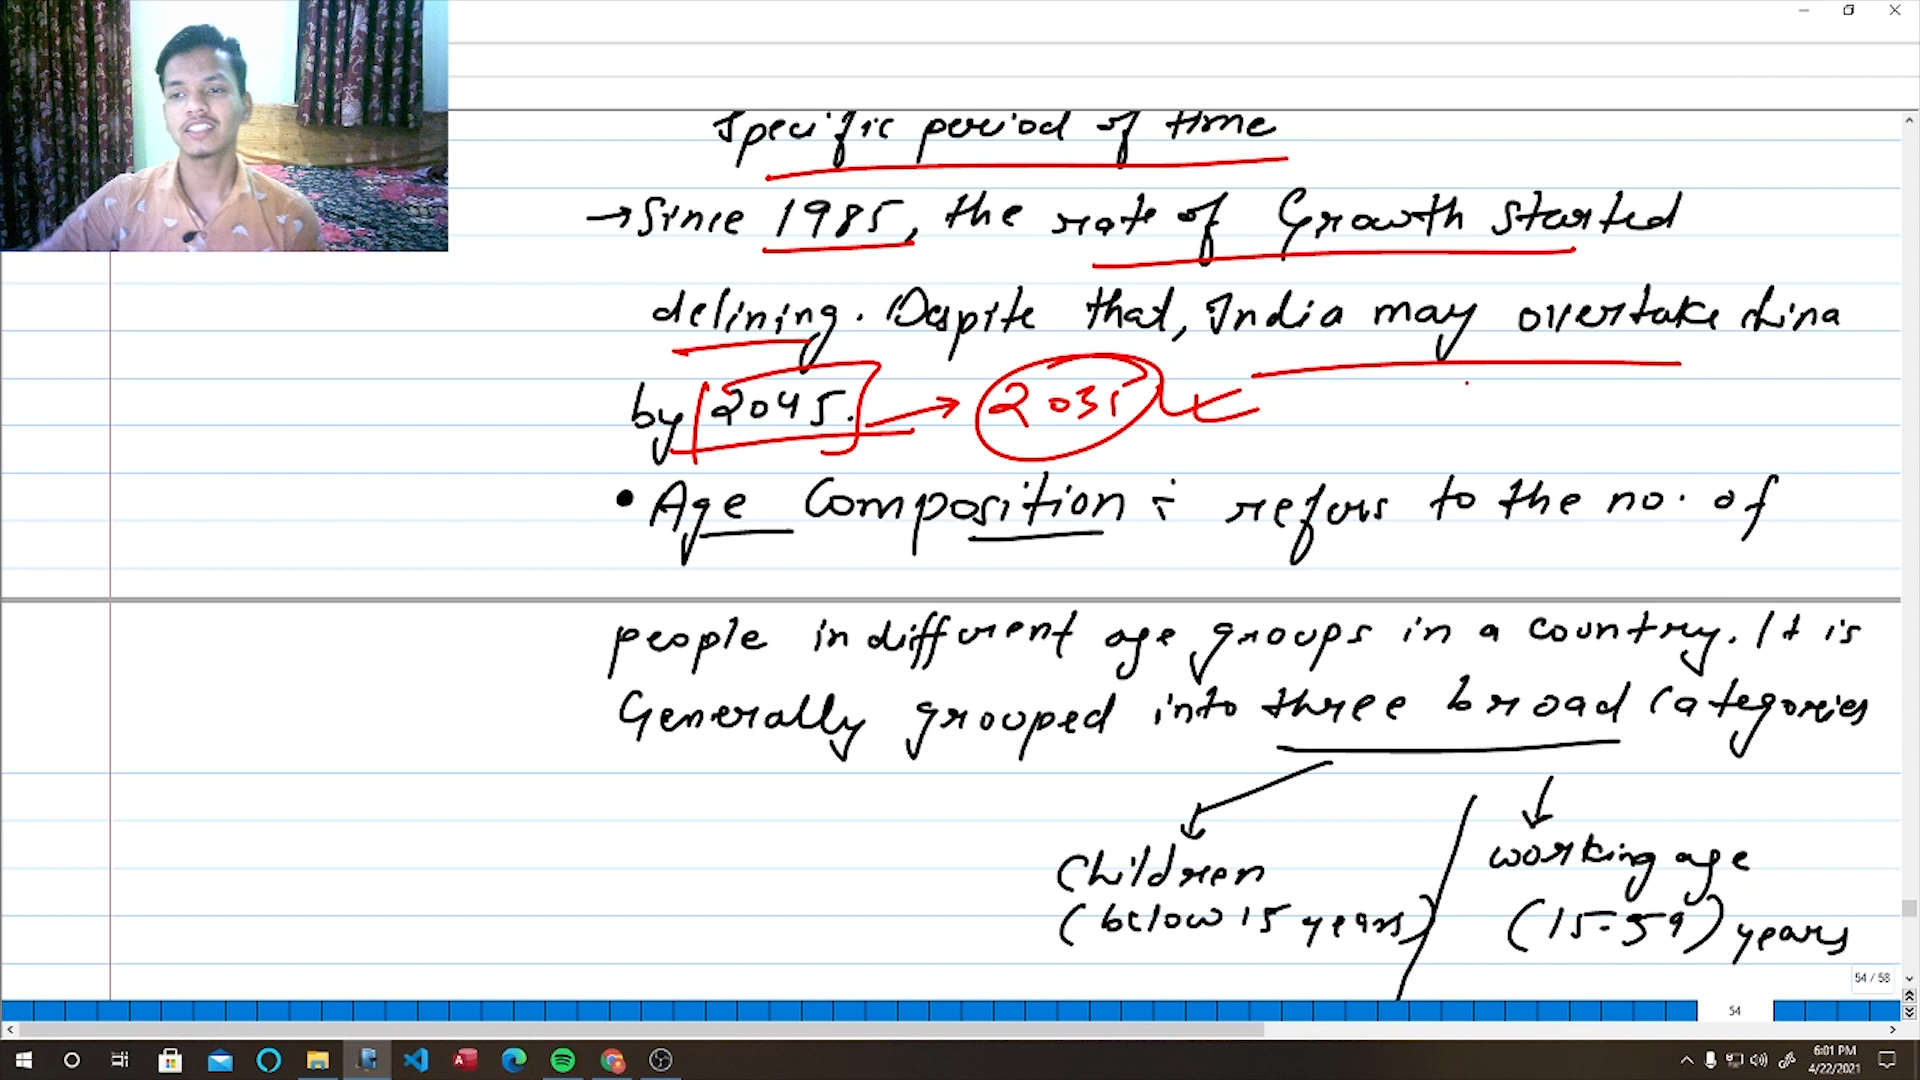 Specific period of time
→ Since 1985, the rate of Growth started
delining. Despite that, India may overtake china
by 2045. → 2035
• Age Composition : refers to the no. of
people in different age groups in a country. It is
Generally grouped into three broad categories
Children
(below 15 years)
working age
(15-59) years
54 / 58
54
6:01 PM
4/22/2021